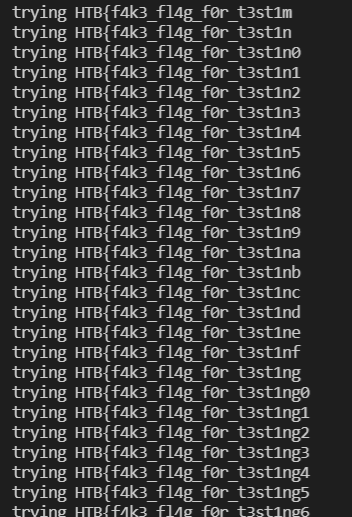 trying HTB{f4k3_fl4g_f0r_t3st1m
trying HTB{f4k3_fl4g_f0r_t3st1n
trying HTB{f4k3_fl4g_f0r_t3st1n0
trying HTB{f4k3_fl4g_f0r_t3st1n1
trying HTB{f4k3_fl4g_f0r_t3st1n2
trying HTB{f4k3_fl4g_f0r_t3st1n3
trying HTB{f4k3_fl4g_f0r_t3st1n4
trying HTB{f4k3_fl4g_f0r_t3st1n5
trying HTB{f4k3_fl4g_f0r_t3st1n6
trying HTB{f4k3_fl4g_f0r_t3st1n7
trying HTB{f4k3_fl4g_f0r_t3st1n8
trying HTB{f4k3_fl4g_f0r_t3st1n9
trying HTB{f4k3_fl4g_f0r_t3st1na
trying HTB{f4k3_fl4g_f0r_t3st1nb
trying HTB{f4k3_fl4g_f0r_t3st1nc
trying HTB{f4k3_fl4g_f0r_t3st1nd
trying HTB{f4k3_fl4g_f0r_t3st1ne
trying HTB{f4k3_fl4g_f0r_t3st1nf
trying HTB{f4k3_fl4g_f0r_t3st1ng
trying HTB{f4k3_fl4g_f0r_t3st1ng0
trying HTB{f4k3_fl4g_f0r_t3st1ng1
trying HTB{f4k3_fl4g_f0r_t3st1ng2
trying HTB{f4k3_fl4g_f0r_t3st1ng3
trying HTB{f4k3_fl4g_f0r_t3st1ng4
trying HTB{f4k3_fl4g_f0r_t3st1ng5
trying HTB{f4k3_fl4g_f0r_t3st1ng6